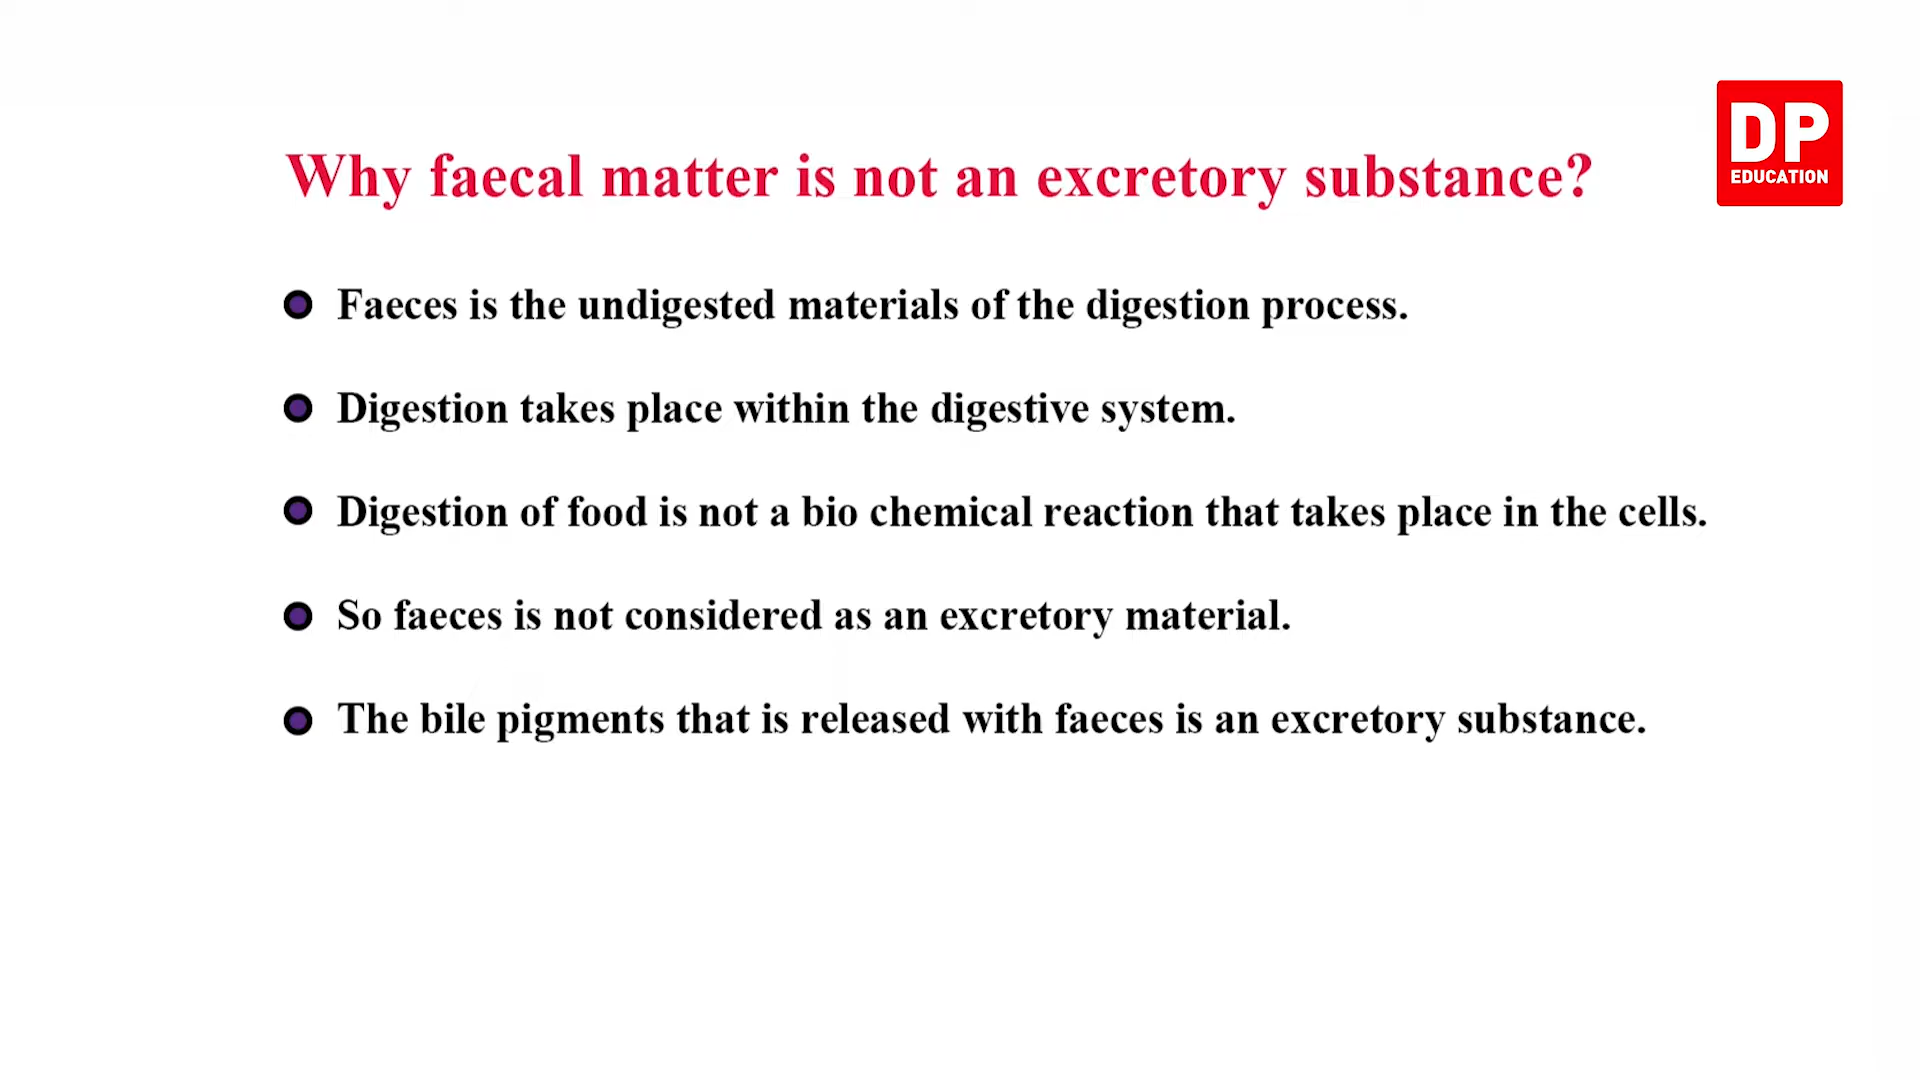 DP
EDUCATION
Why faecal matter is not an excretory substance?
Faeces is the undigested materials of the digestion process.
Digestion takes place within the digestive system.
Digestion of food is not a bio chemical reaction that takes place in the cells.
So faeces is not considered as an excretory material.
The bile pigments that is released with faeces is an excretory substance.